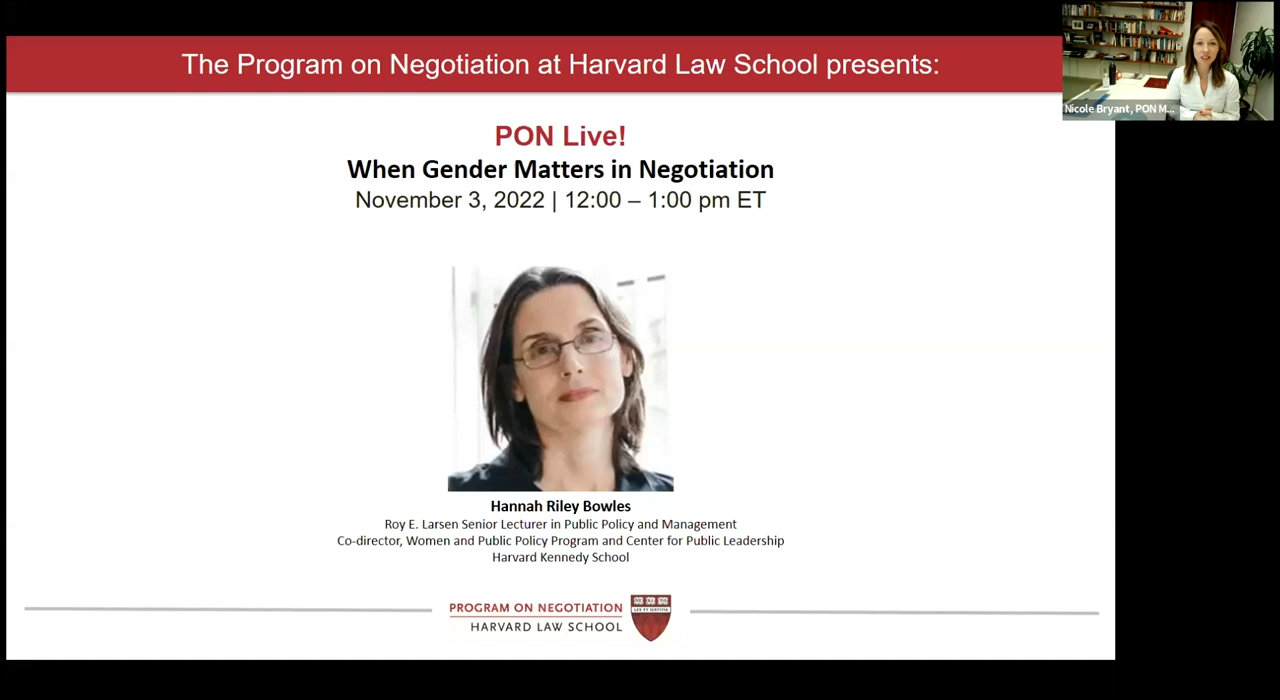 The Program on Negotiation at Harvard Law School presents:
Nicole Bryant, PON M...
PON Live!
When Gender Matters in Negotiation
November 3, 2022 | 12:00 – 1:00 pm ET
Hannah Riley Bowles
Roy E. Larsen Senior Lecturer in Public Policy and Management
Co-director, Women and Public Policy Program and Center for Public Leadership
Harvard Kennedy School
PROGRAM ON NEGOTIATION
HARVARD LAW SCHOOL